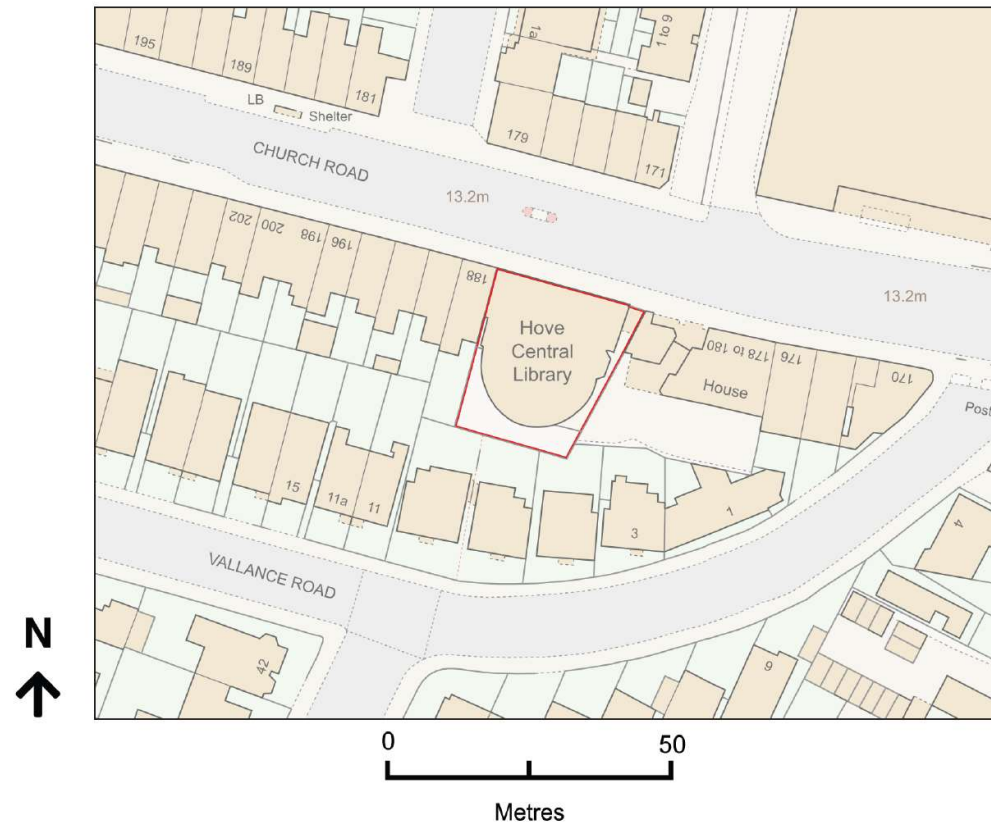 195
189
181
LB
Shelter
1a
1 to 9
179
171
CHURCH ROAD
13.2m
13.2m
202
200
198
196
188
Hove
Central
Library
178 to 180
176
170
House
Post
15
11a
11
3
1
4
VALLANCE ROAD
42
9
N
0
50
Metres